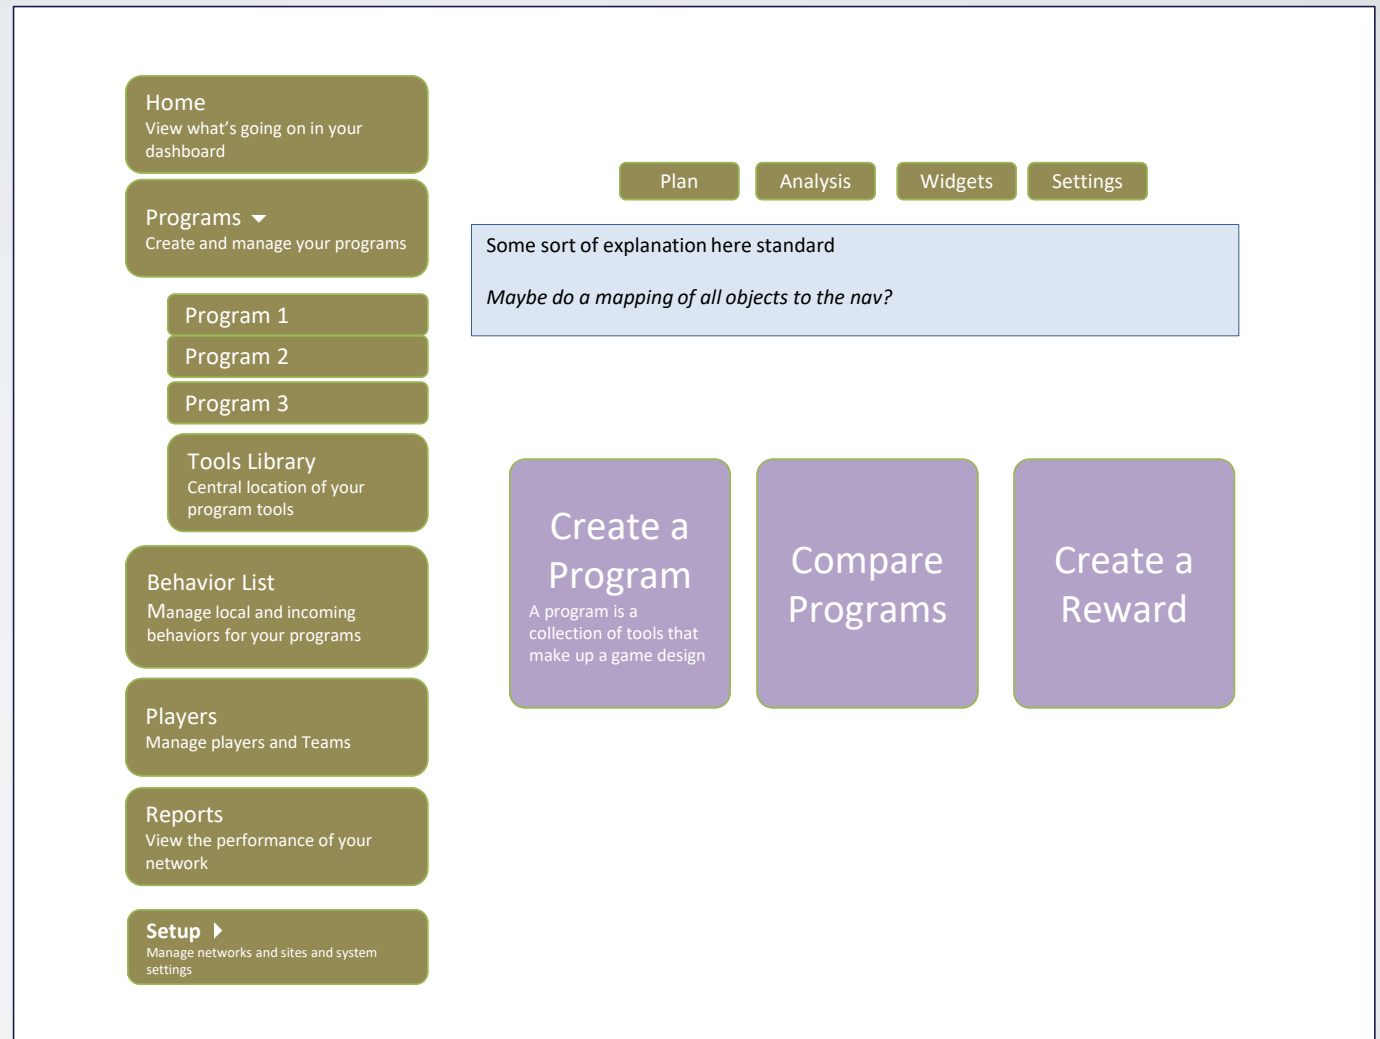 Home
View what's going on in your
dashboard
Programs
Create and manage your programs
Program 1
Program 2
Program 3
Tools Library
Central location of your
program tools
Behavior List
Manage local and incoming
behaviors for your programs
Players
Manage players and Teams
Reports
View the performance of your
network
Setup
Manage networks and sites and system
settings
Plan
Analysis
Widgets
Settings
Some sort of explanation here standard
Maybe do a mapping of all objects to the nav?
Create a
Program
A program is a
collection of tools that
make up a game design
Compare
Programs
Create a
Reward